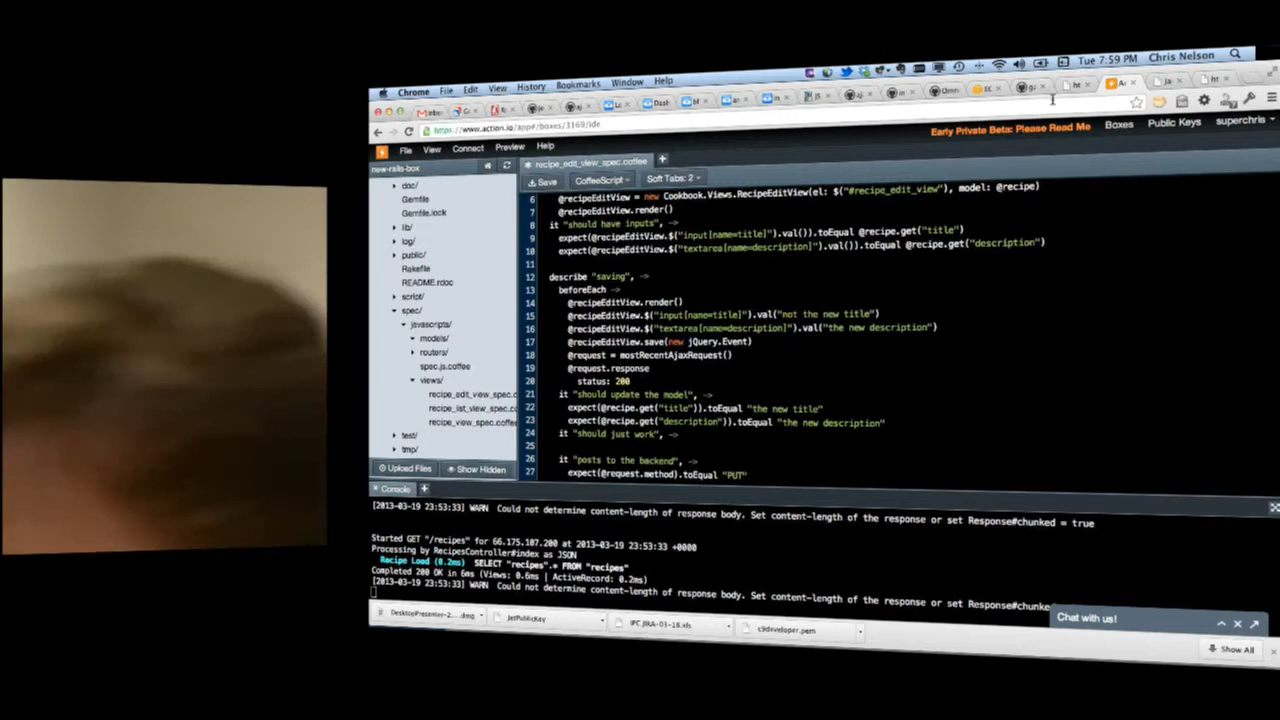 Chrome File Edit View History Bookmarks Window Help Tue 7:59 PM Chris Nelson
https://www.action.io/app#/boxes/3169/ide
Early Private Beta: Please Read Me Boxes Public Keys superchris
File View Connect Preview Help
new-rails-box
recipe_edit_view_spec.coffee
Save CoffeeScript Soft Tabs: 2
doc/
Gemfile
Gemfile.lock
lib/
log/
public/
Rakefile
README.rdoc
script/
spec/
javascripts/
models/
routers/
spec.js.coffee
views/
recipe_edit_view_spec.c
recipe_list_view_spec.cc
recipe_view_spec.coffe
test/
tmp/
Upload Files Show Hidden
6 @recipeEditView = new Cookbook.Views.RecipeEditView(el: $("#recipe_edit_view"), model: @recipe)
7 @recipeEditView.render()
8 it "should have inputs", ->
9 expect(@recipeEditView.$("input[name=title]").val()).toEqual @recipe.get("title")
10 expect(@recipeEditView.$("textarea[name=description]").val()).toEqual @recipe.get("description")
11
12 describe "saving", ->
13 beforeEach ->
14 @recipeEditView.render()
15 @recipeEditView.$("input[name=title]").val("not the new title")
16 @recipeEditView.$("textarea[name=description]").val("the new description")
17 @recipeEditView.save(new jQuery.Event)
18 @request = mostRecentAjaxRequest()
19 @request.response
20 status: 200
21 it "should update the model", ->
22 expect(@recipe.get("title")).toEqual "the new title"
23 expect(@recipe.get("description")).toEqual "the new description"
24 it "should just work", ->
25
26 it "posts to the backend", ->
27 expect(@request.method).toEqual "PUT"
Console
[2013-03-19 23:53:33] WARN Could not determine content-length of response body. Set content-length of the response or set Response#chunked = true
Started GET "/recipes" for 66.175.107.200 at 2013-03-19 23:53:33 +0000
Processing by RecipesController#index as JSON
Recipe Load (0.2ms) SELECT "recipes".* FROM "recipes"
Completed 200 OK in 6ms (Views: 0.6ms | ActiveRecord: 0.2ms)
[2013-03-19 23:53:33] WARN Could not determine content-length of response body. Set content-length of the response or set Response#chunke
Chat with us!
DesktopPresenter-2....dmg JetPublicKey IPC JIRA-03-18.xls c9developer.pem
Show All